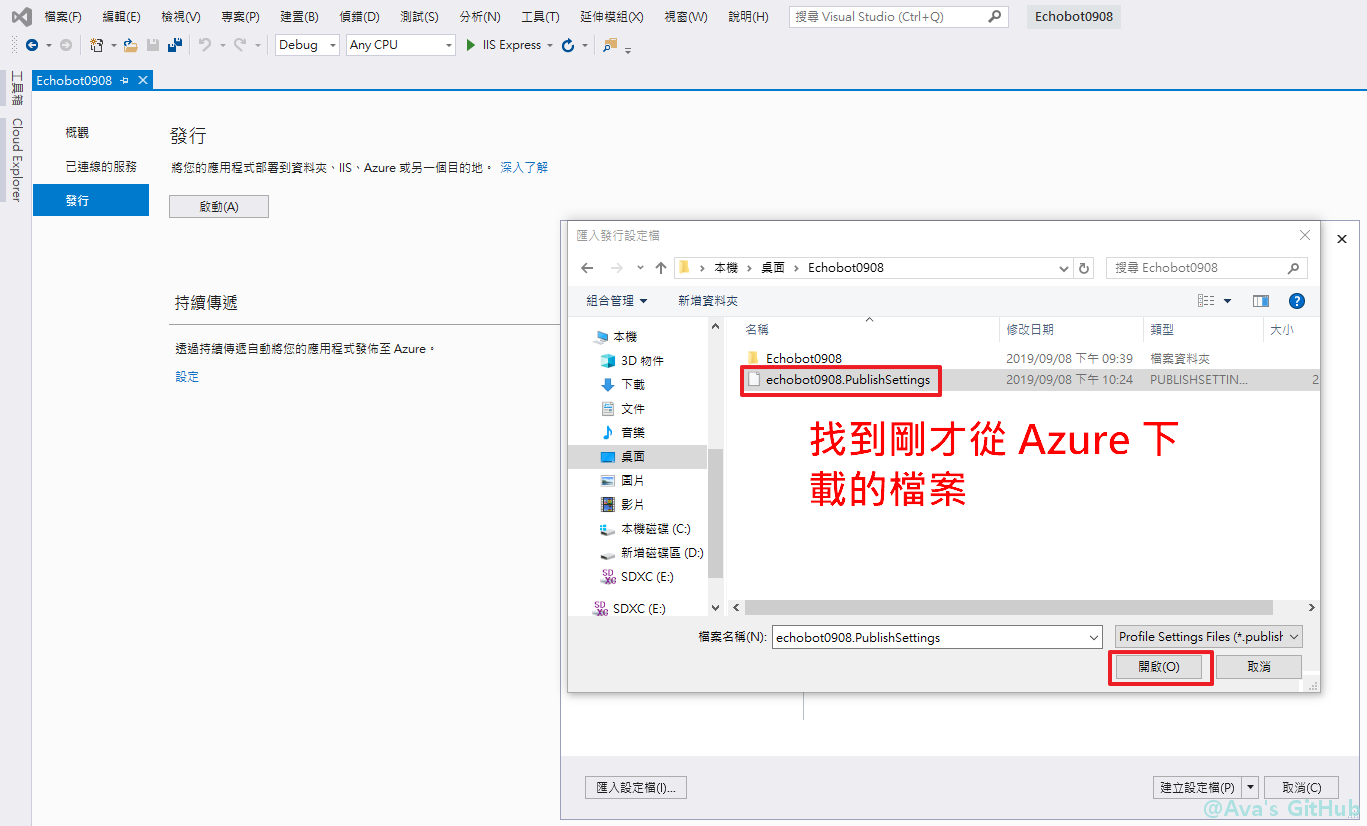 檔案(F) 編輯(E) 檢視(V) 專案(P) 建置(B) 偵錯(D) 測試(S) 分析(N) 工具(T) 延伸模組(X) 視窗(W) 說明(H) 搜尋 Visual Studio (Ctrl+Q) Echobot0908
Debug Any CPU IIS Express
工具箱
Cloud Explorer
Echobot0908
概觀
已連線的服務
發行
發行
將您的應用程式部署到資料夾、IIS、Azure 或另一個目的地。 深入了解
啟動(A)
持續傳遞
透過持續傳遞自動將您的應用程式發佈至 Azure。
設定
匯入發行設定檔
本機 › 桌面 › Echobot0908 搜尋 Echobot0908
組合管理 新增資料夾
本機
3D 物件
下載
文件
音樂
桌面
圖片
影片
本機磁碟 (C:)
新增磁碟區 (D:)
SDXC (E:)
SDXC (E:)
名稱 修改日期 類型 大小
Echobot0908 2019/09/08 下午 09:39 檔案資料夾
echobot0908.PublishSettings 2019/09/08 下午 10:24 PUBLISHSETTIN... 2
找到剛才從 Azure 下
載的檔案
檔案名稱(N): echobot0908.PublishSettings Profile Settings Files (*.publish
開啟(O) 取消
匯入設定檔(I)... 建立設定檔(P) 取消(C)
@Ava's GitHub